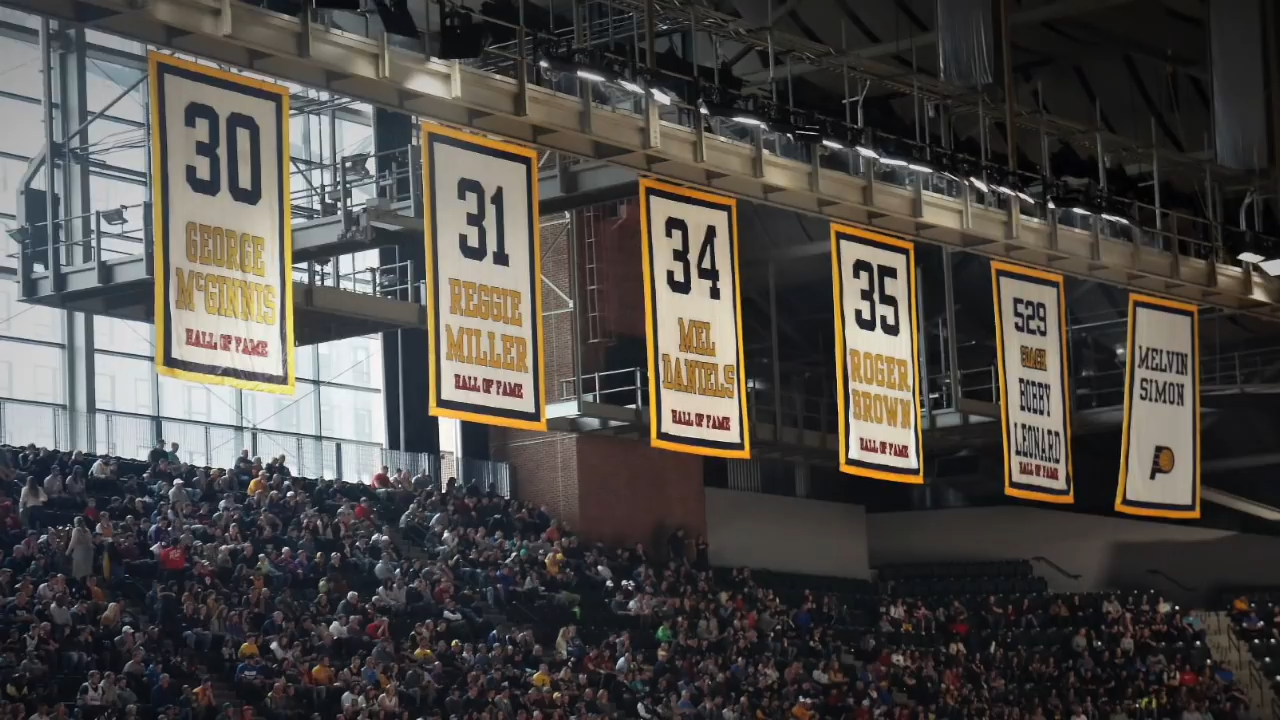 30
GEORGE
McGINNIS
HALL OF FAME
31
REGGIE
MILLER
HALL OF FAME
34
MEL
DANIELS
HALL OF FAME
35
ROGER
BROWN
HALL OF FAME
529
COACH
BOBBY
LEONARD
HALL OF FAME
MELVIN
SIMON